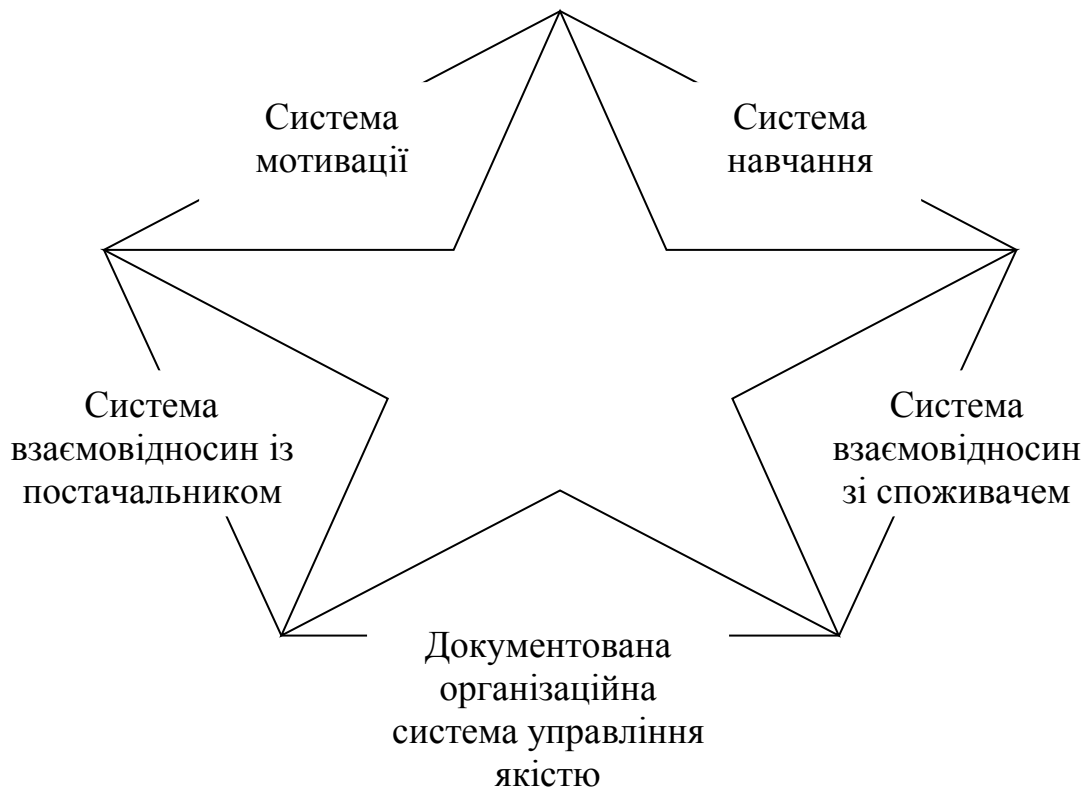 Система
мотивації
Система
навчання
Система
взаємовідносин із
постачальником
Система
взаємовідносин
зі споживачем
Документована
організаційна
система управління
якістю